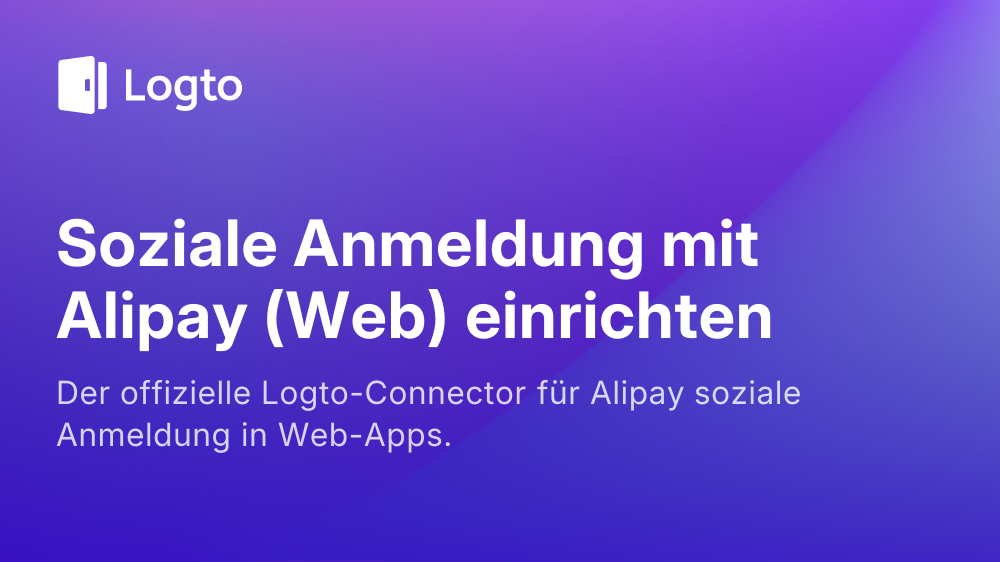 Logto
Soziale Anmeldung mit
Alipay (Web) einrichten
Der offizielle Logto-Connector für Alipay soziale
Anmeldung in Web-Apps.